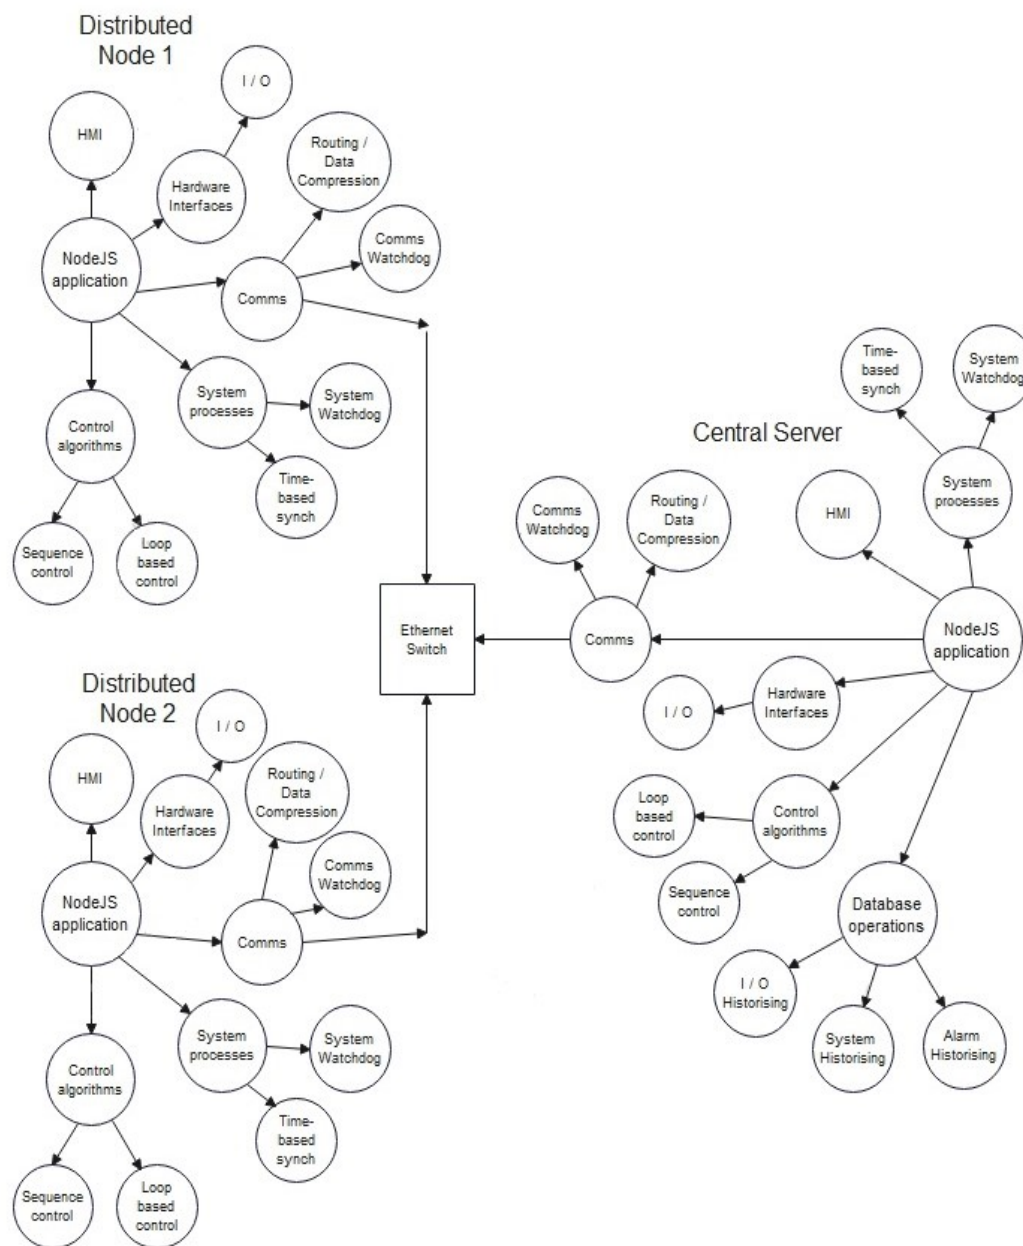 Distributed
Node 1
I / O
HMI
Routing /
Data
Compression
Hardware
Interfaces
Comms
Watchdog
NodeJS
application
Comms
System
processes
System
Watchdog
Control
algorithms
Time-
based
synch
Sequence
control
Loop
based
control
Ethernet
Switch
Distributed
Node 2
I / O
HMI
Routing /
Data
Compression
Hardware
Interfaces
Comms
Watchdog
NodeJS
application
Comms
System
processes
System
Watchdog
Control
algorithms
Time-
based
synch
Sequence
control
Loop
based
control
Central Server
Time-
based
synch
System
Watchdog
System
processes
HMI
Comms
Watchdog
Routing /
Data
Compression
Comms
NodeJS
application
Hardware
Interfaces
I / O
Loop
based
control
Control
algorithms
Sequence
control
Database
operations
I / O
Historising
System
Historising
Alarm
Historising